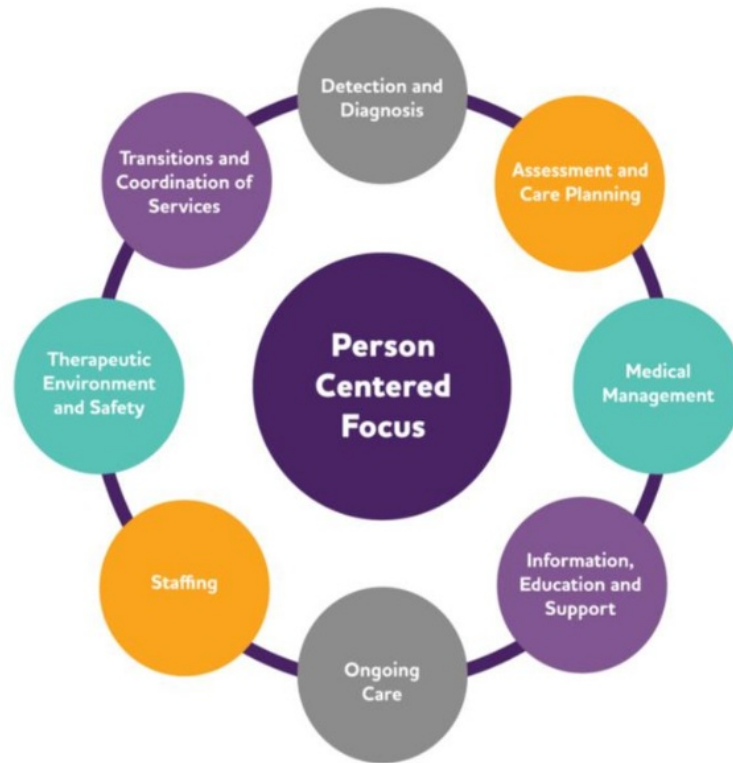 Detection and
Diagnosis
Assessment and
Care Planning
Medical
Management
Information,
Education and
Support
Ongoing
Care
Staffing
Therapeutic
Environment
and Safety
Transitions and
Coordination of
Services
Person
Centered
Focus